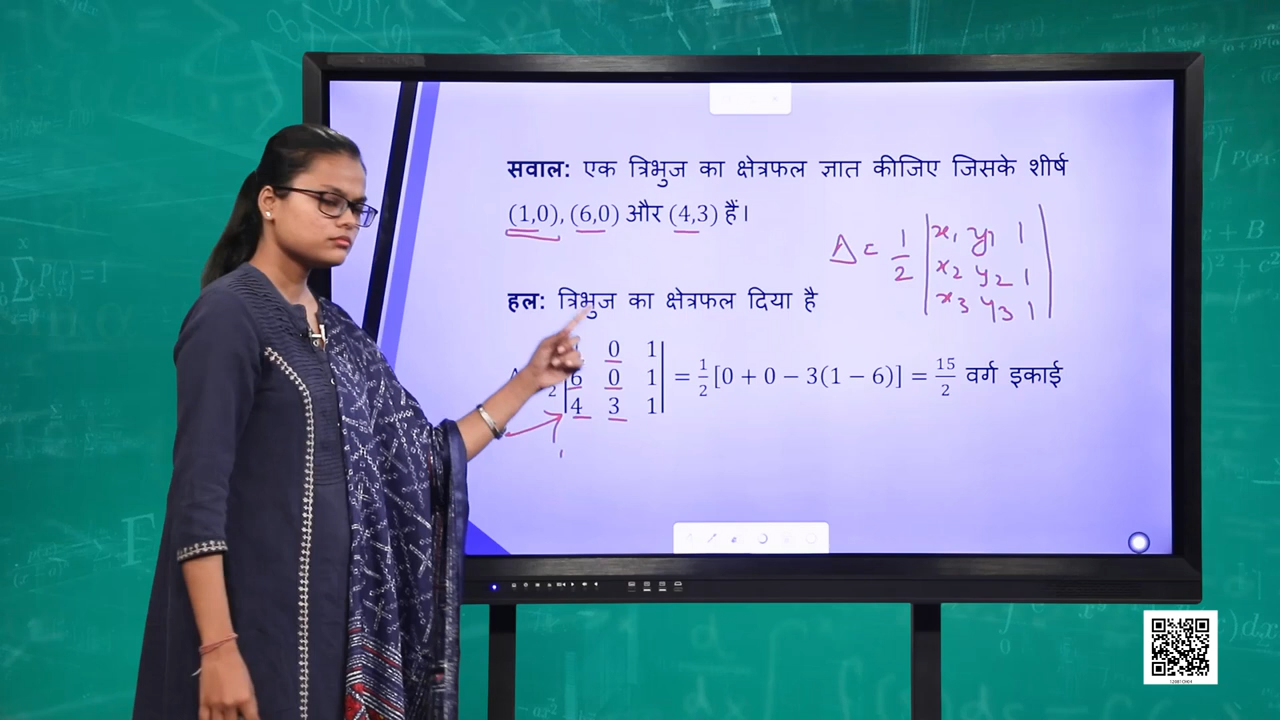 सवाल: एक त्रिभुज का क्षेत्रफल ज्ञात कीजिए जिसके शीर्ष
(1,0), (6,0) और (4,3) हैं।
Δ = 1/2 | x₁ y₁ 1
x₂ y₂ 1
x₃ y₃ 1 |
हल: त्रिभुज का क्षेत्रफल दिया है
0 1
2 | 6 0 1 | = 1/2 [0 + 0 − 3(1 − 6)] = 15/2 वर्ग इकाई
4 3 1